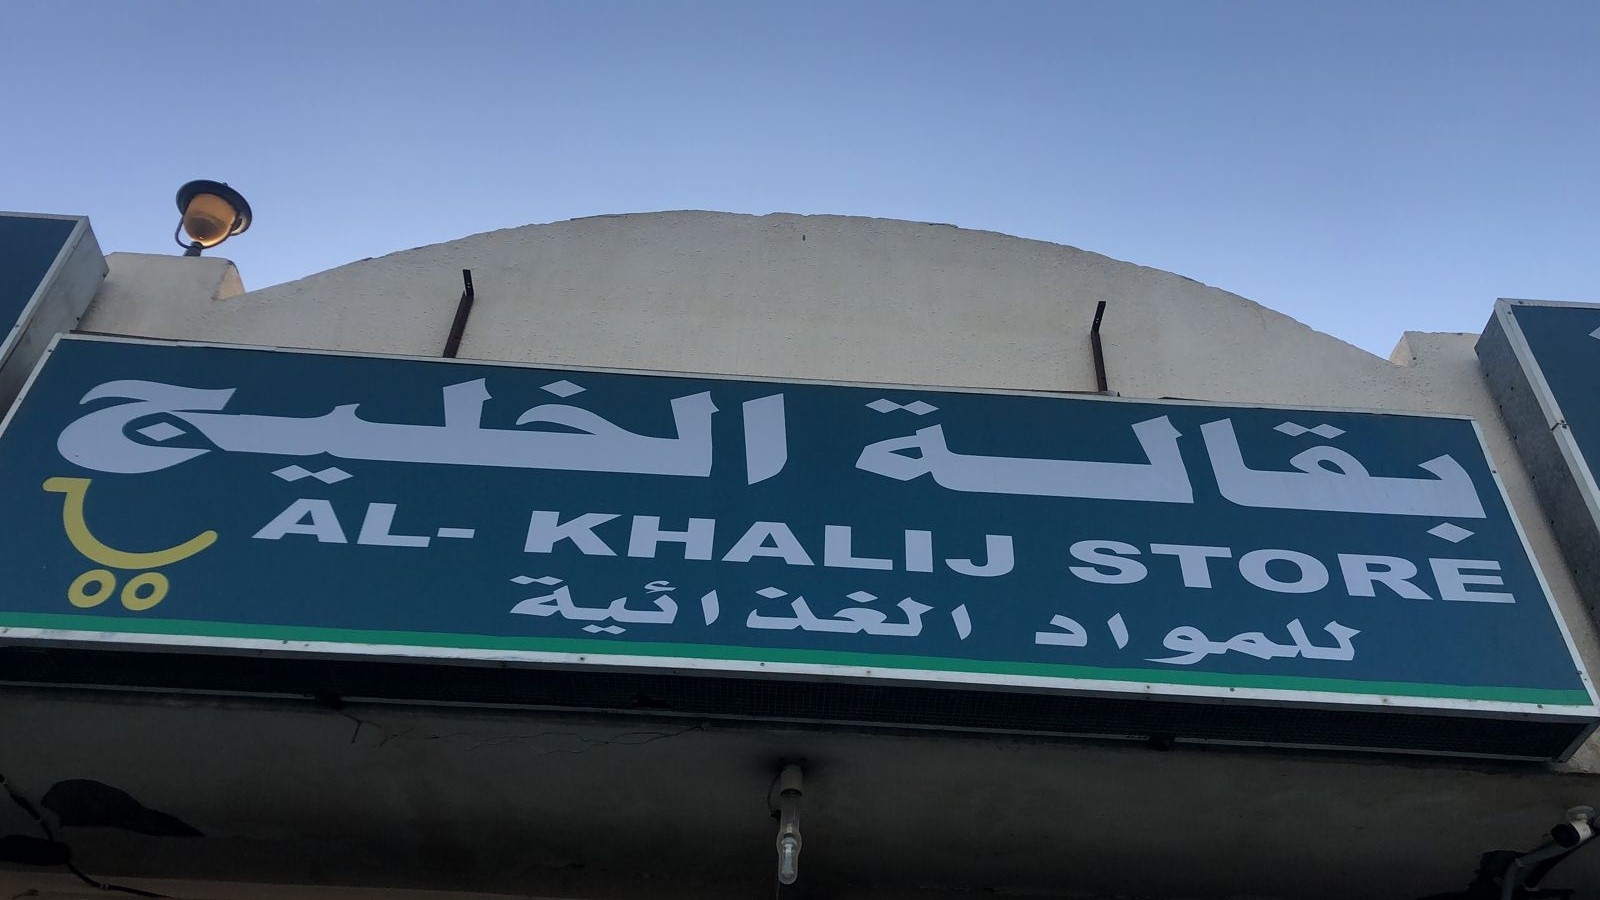 بقالة الخليج
AL- KHALIJ STORE
للمواد الغذائية